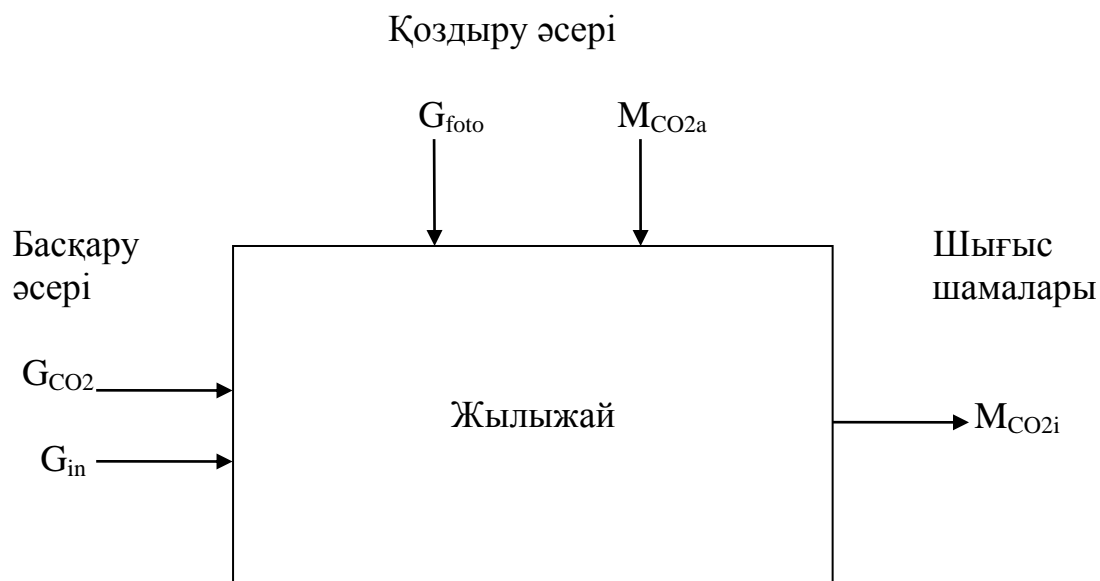 Қоздыру әсері
G_foto
M_CO2a
Басқару
әсері
Шығыс
шамалары
G_CO2
Жылыжай
M_CO2i
G_in